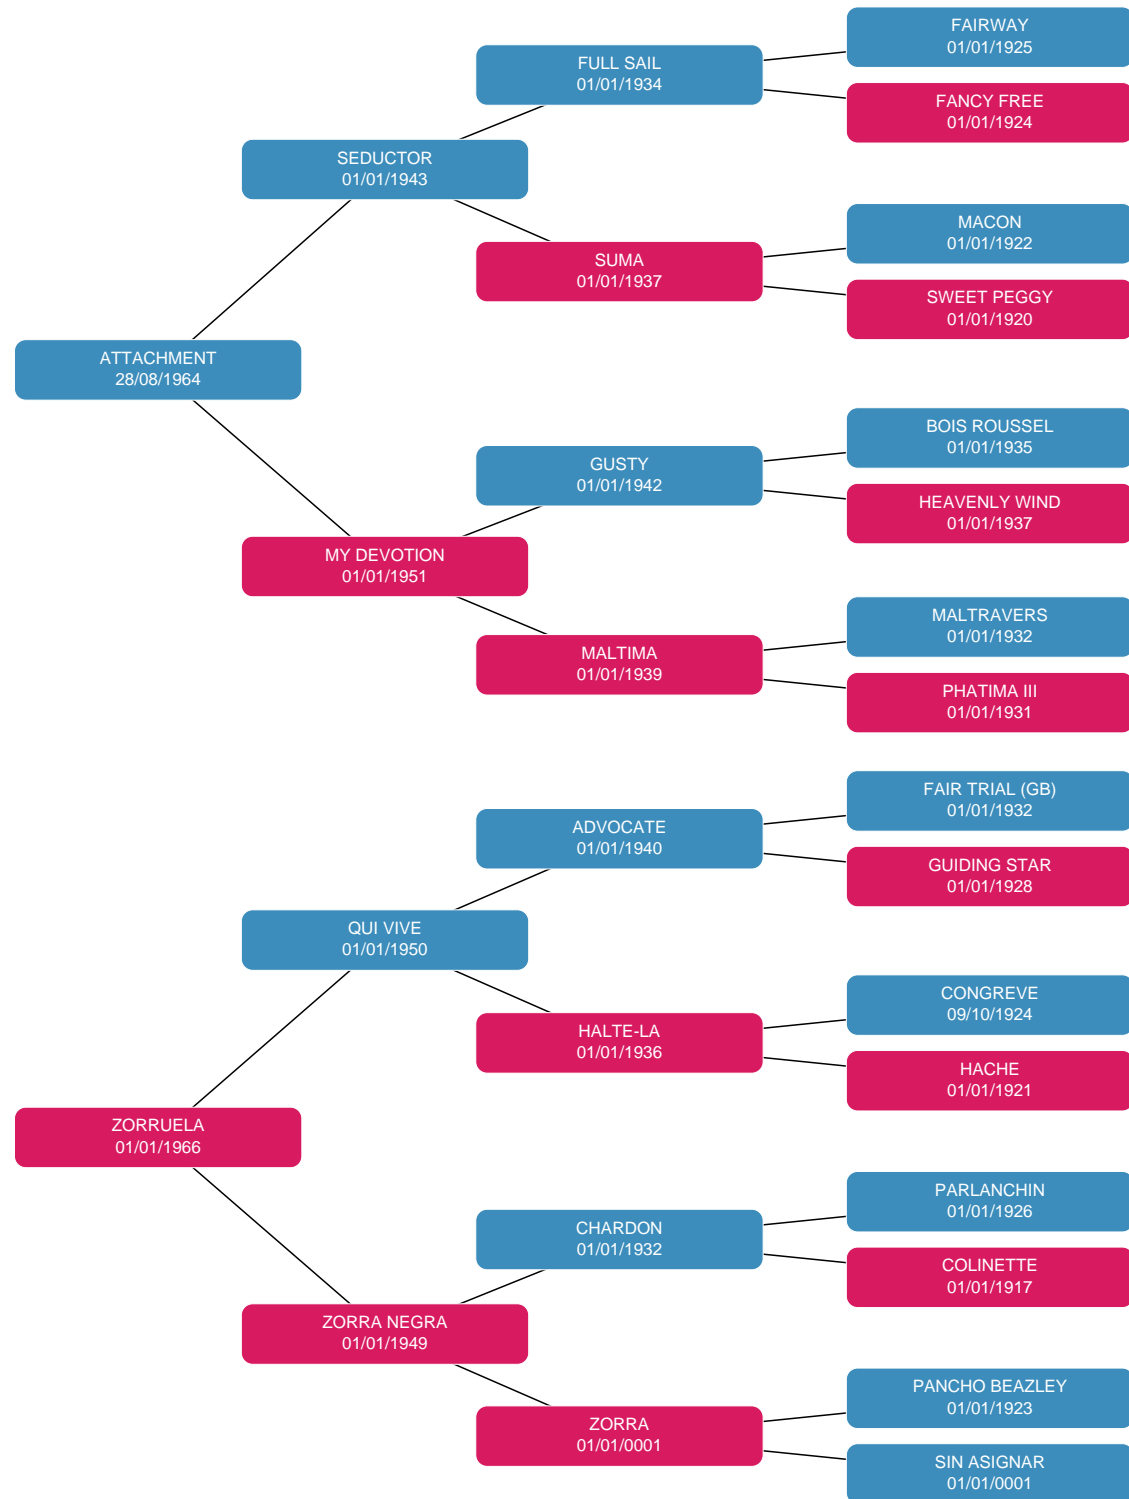 FAIRWAY
01/01/1925
FULL SAIL
01/01/1934
FANCY FREE
01/01/1924
SEDUCTOR
01/01/1943
MACON
01/01/1922
SUMA
01/01/1937
SWEET PEGGY
01/01/1920
ATTACHMENT
28/08/1964
BOIS ROUSSEL
01/01/1935
GUSTY
01/01/1942
HEAVENLY WIND
01/01/1937
MY DEVOTION
01/01/1951
MALTRAVERS
01/01/1932
MALTIMA
01/01/1939
PHATIMA III
01/01/1931
FAIR TRIAL (GB)
01/01/1932
ADVOCATE
01/01/1940
GUIDING STAR
01/01/1928
QUI VIVE
01/01/1950
CONGREVE
09/10/1924
HALTE-LA
01/01/1936
HACHE
01/01/1921
ZORRUELA
01/01/1966
PARLANCHIN
01/01/1926
CHARDON
01/01/1932
COLINETTE
01/01/1917
ZORRA NEGRA
01/01/1949
PANCHO BEAZLEY
01/01/1923
ZORRA
01/01/0001
SIN ASIGNAR
01/01/0001